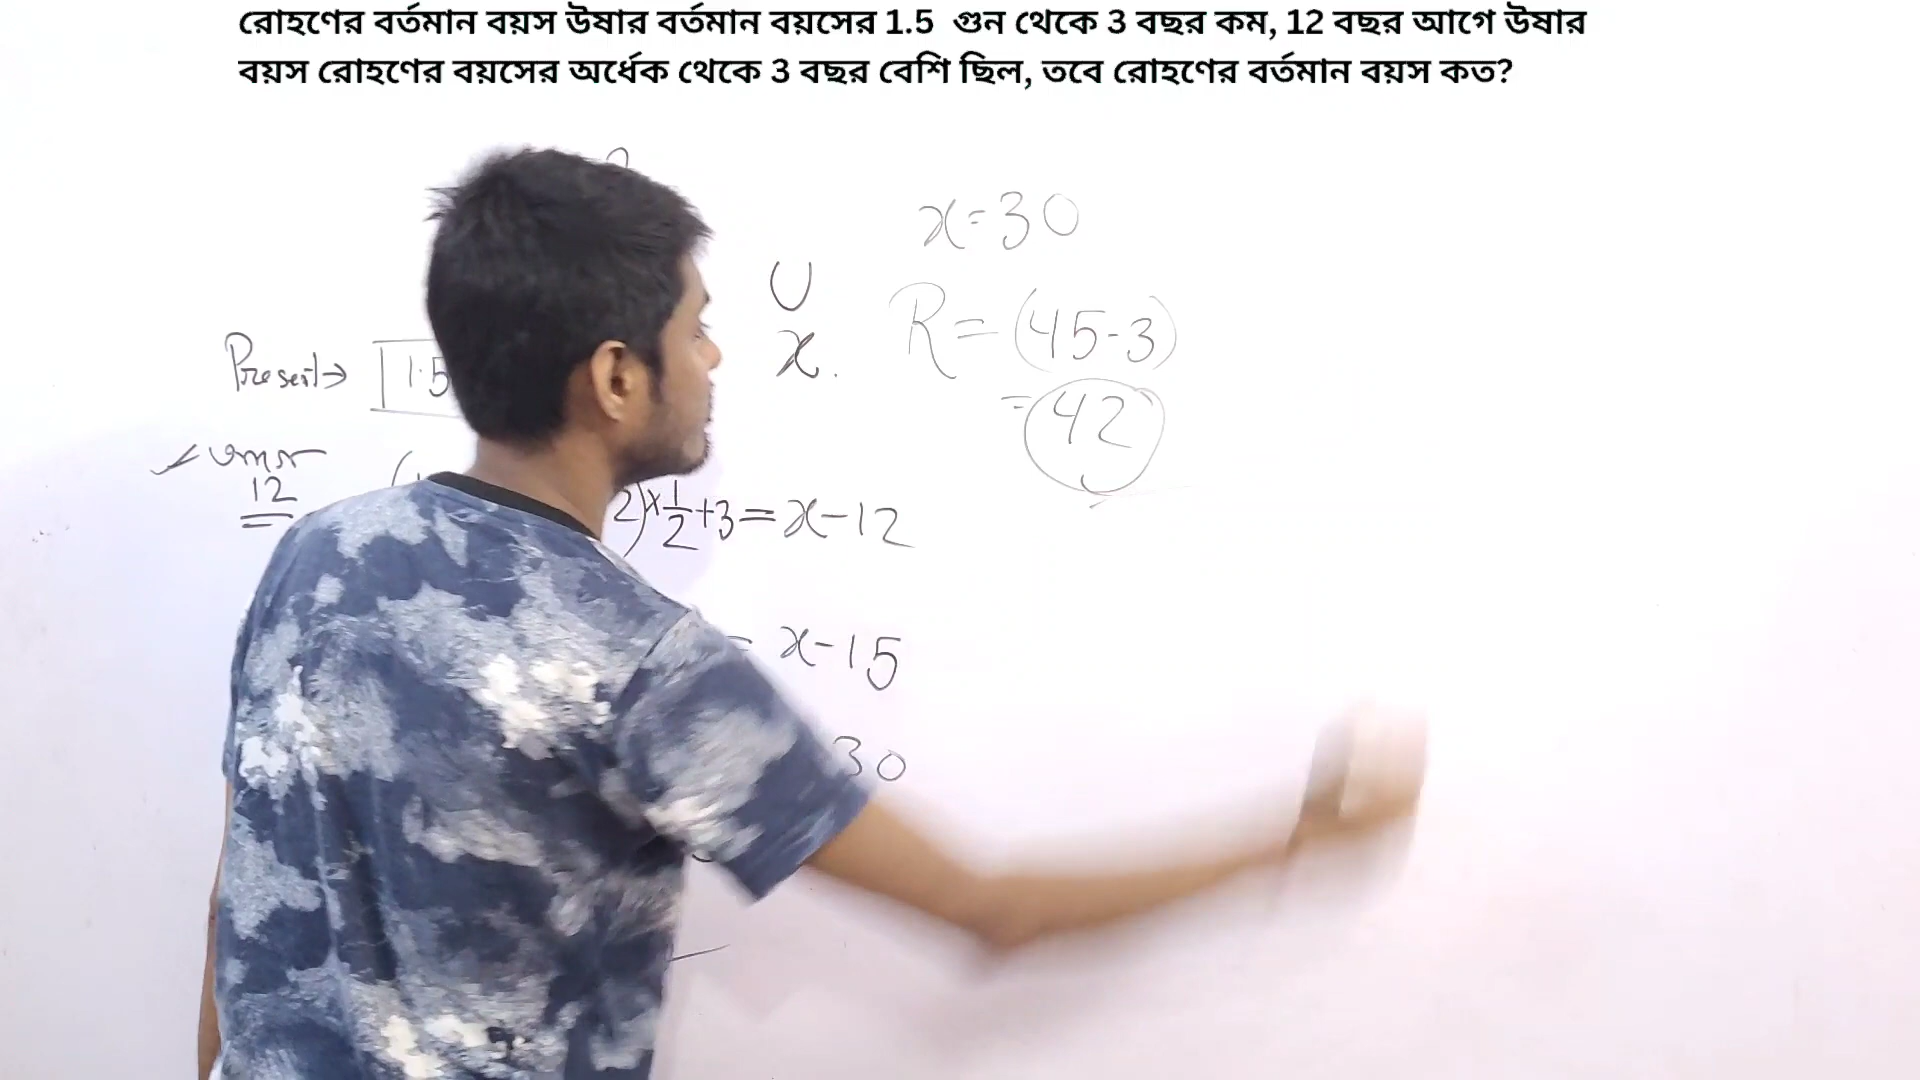 রোহণের বর্তমান বয়স উষার বর্তমান বয়সের 1.5 গুন থেকে 3 বছর কম, 12 বছর আগে উষার
বয়স রোহণের বয়সের অর্ধেক থেকে 3 বছর বেশি ছিল, তবে রোহণের বর্তমান বয়স কত?
x=30
U
R=(45-3)
Present→ 1.5
x.
=42
12
2)×1/2+3=x-12
= x-15
30